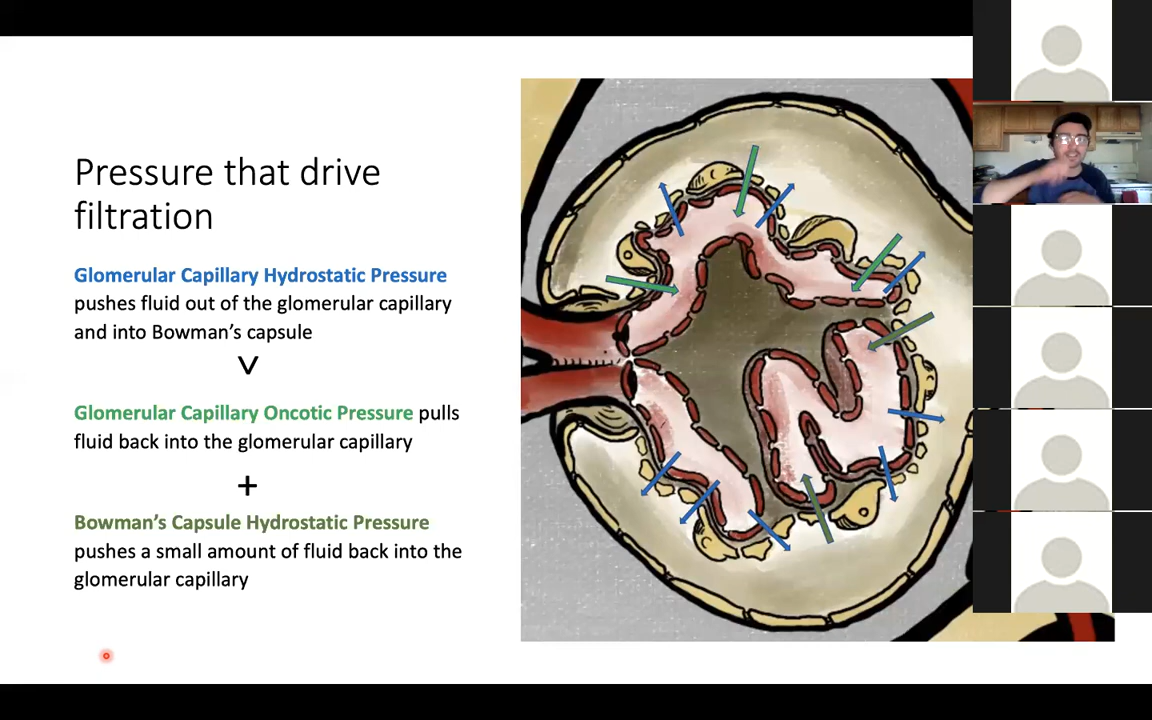 Pressure that drive
filtration
Glomerular Capillary Hydrostatic Pressure
pushes fluid out of the glomerular capillary
and into Bowman’s capsule
V
Glomerular Capillary Oncotic Pressure pulls
fluid back into the glomerular capillary
+
Bowman’s Capsule Hydrostatic Pressure
pushes a small amount of fluid back into the
glomerular capillary